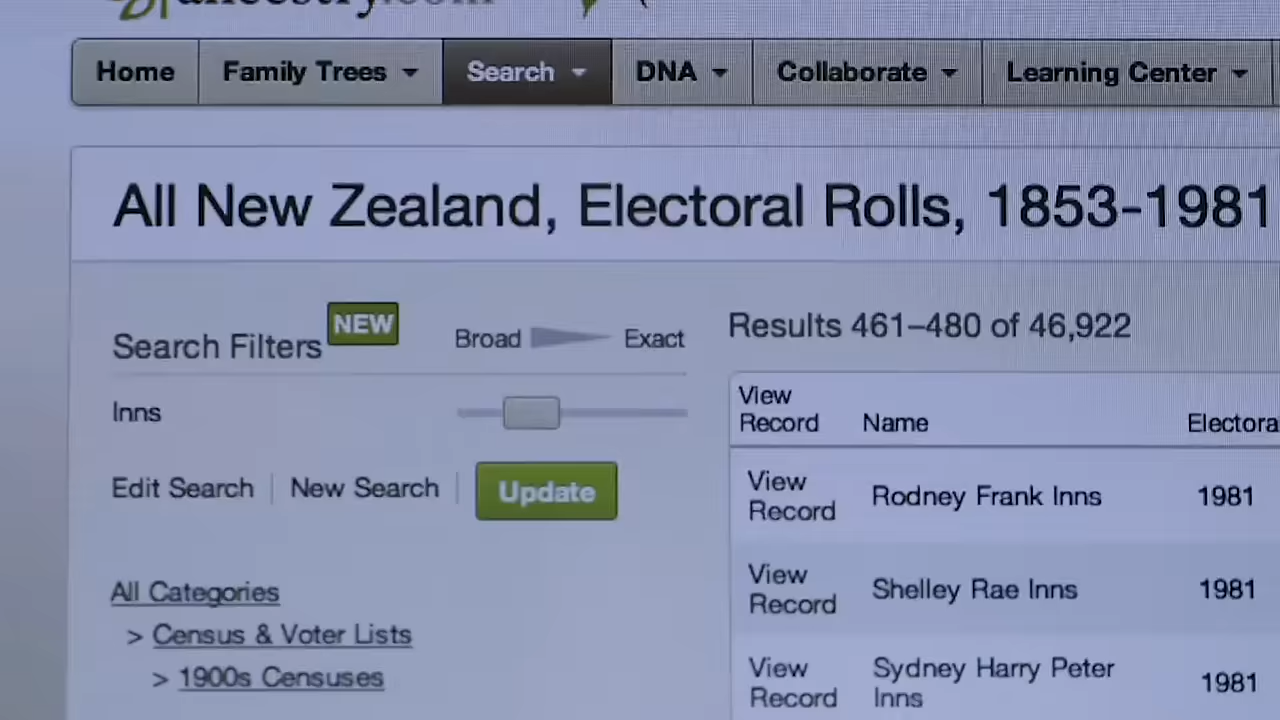 ancestry.com
Home Family Trees Search DNA Collaborate Learning Center
All New Zealand, Electoral Rolls, 1853-1981
Search Filters NEW Broad Exact
Results 461–480 of 46,922
Inns
View Record Name Electora
Edit Search New Search Update
View Record Rodney Frank Inns 1981
All Categories
View Record Shelley Rae Inns 1981
> Census & Voter Lists
> 1900s Censuses
View Record Sydney Harry Peter Inns 1981